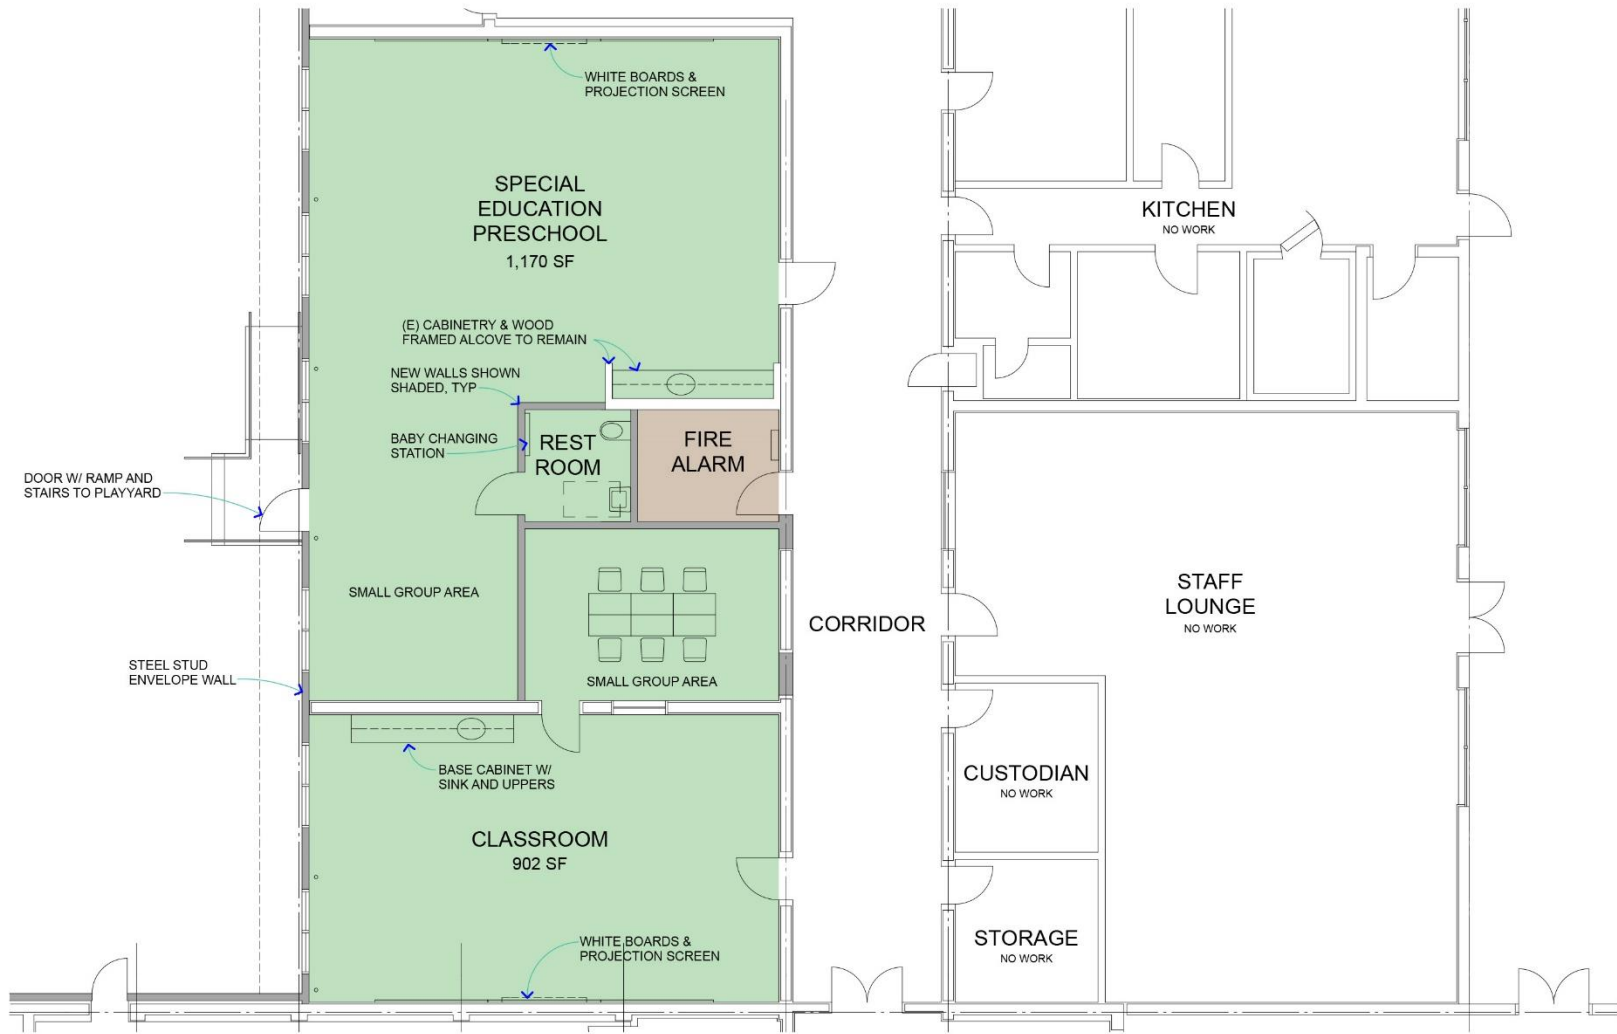 WHITE BOARDS &
PROJECTION SCREEN
SPECIAL
EDUCATION
PRESCHOOL
1,170 SF
KITCHEN
NO WORK
(E) CABINETRY & WOOD
FRAMED ALCOVE TO REMAIN
NEW WALLS SHOWN
SHADED, TYP
BABY CHANGING
STATION
REST
ROOM
FIRE
ALARM
DOOR W/ RAMP AND
STAIRS TO PLAYYARD
SMALL GROUP AREA
STAFF
LOUNGE
NO WORK
CORRIDOR
STEEL STUD
ENVELOPE WALL
SMALL GROUP AREA
BASE CABINET W/
SINK AND UPPERS
CUSTODIAN
NO WORK
CLASSROOM
902 SF
WHITE BOARDS &
PROJECTION SCREEN
STORAGE
NO WORK